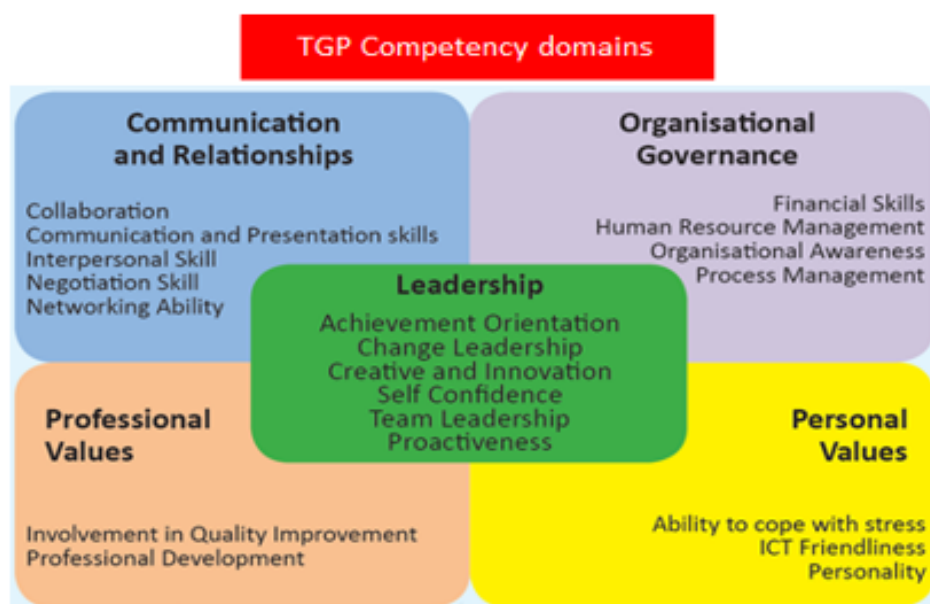 TGP Competency domains
Communication
and Relationships
Collaboration
Communication and Presentation skills
Interpersonal Skill
Negotiation Skill
Networking Ability
Organisational
Governance
Financial Skills
Human Resource Management
Organisational Awareness
Process Management
Leadership
Achievement Orientation
Change Leadership
Creative and Innovation
Self Confidence
Team Leadership
Proactiveness
Professional
Values
Involvement in Quality Improvement
Professional Development
Personal
Values
Ability to cope with stress
ICT Friendliness
Personality